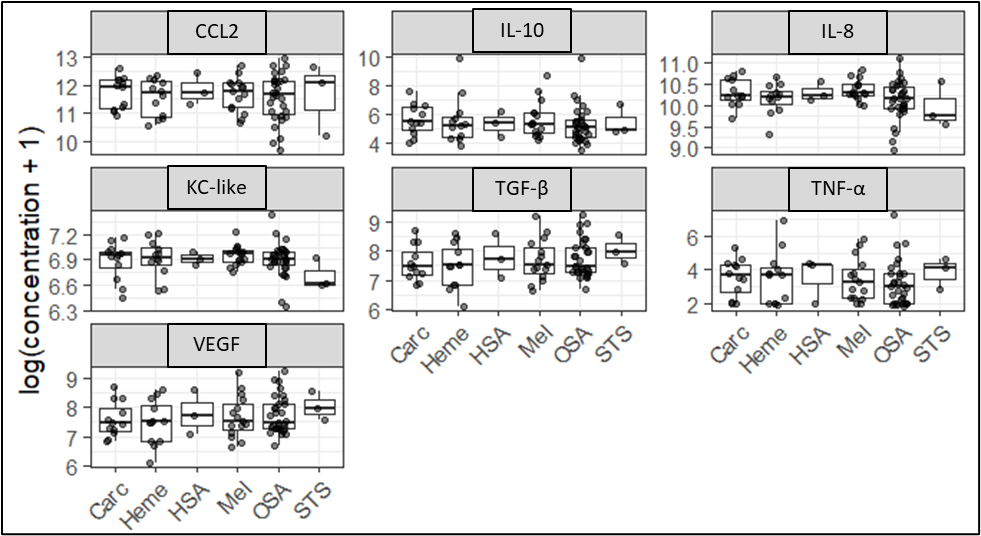 CCL2 IL-10 IL-8
13 12 11 10
10 8 6 4
11.0 10.5 10.0 9.5 9.0
KC-like TGF-β TNF-α
7.2 6.9 6.6 6.3
9 8 7 6
6 4 2
Carc Heme HSA Mel OSA STS
Carc Heme HSA Mel OSA STS
VEGF
9 8 7 6
Carc Heme HSA Mel OSA STS
log(concentration + 1)